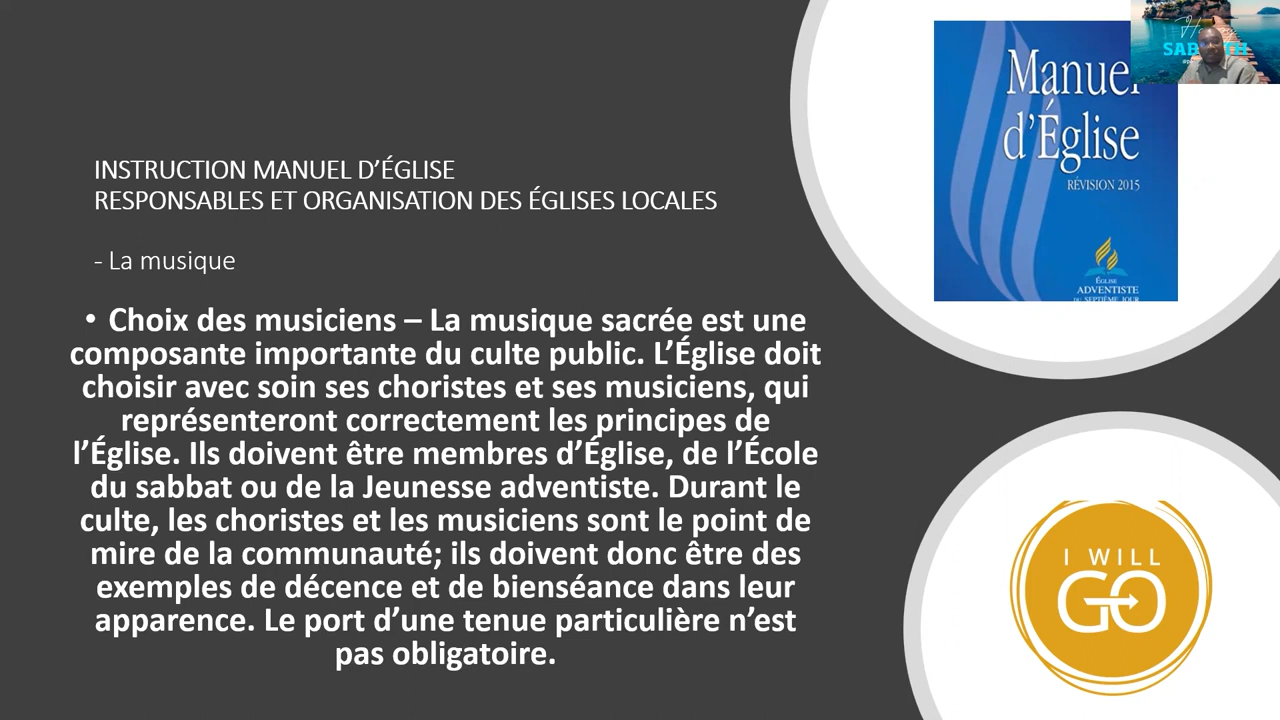 INSTRUCTION MANUEL D’ÉGLISE
RESPONSABLES ET ORGANISATION DES ÉGLISES LOCALES
- La musique
• Choix des musiciens – La musique sacrée est une
composante importante du culte public. L’Église doit
choisir avec soin ses choristes et ses musiciens, qui
représenteront correctement les principes de
l’Église. Ils doivent être membres d’Église, de l’École
du sabbat ou de la Jeunesse adventiste. Durant le
culte, les choristes et les musiciens sont le point de
mire de la communauté; ils doivent donc être des
exemples de décence et de bienséance dans leur
apparence. Le port d’une tenue particulière n’est
pas obligatoire.
Manuel
d’Église
RÉVISION 2015
ÉGLISE
ADVENTISTE
DU SEPTIÈME JOUR
I WILL
GO